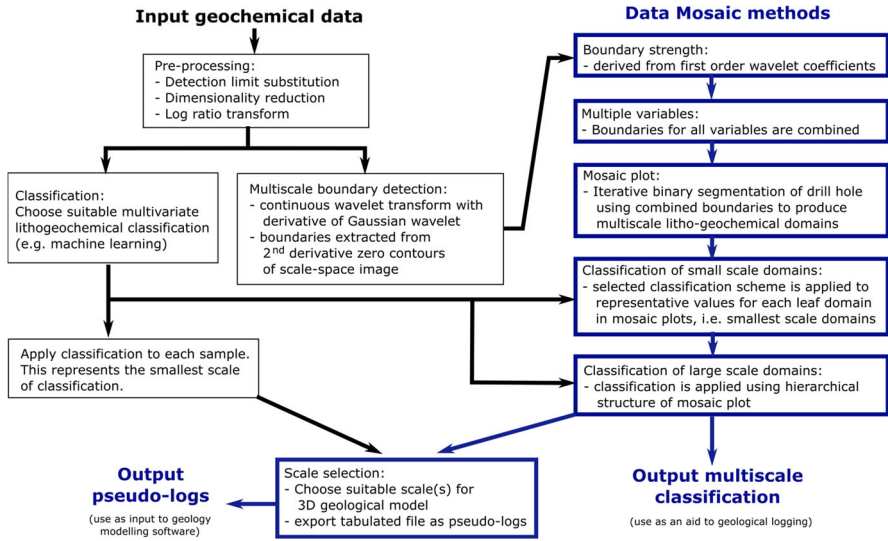 Input geochemical data
Data Mosaic methods
Pre-processing:
- Detection limit substitution
- Dimensionality reduction
- Log ratio transform
Boundary strength:
- derived from first order wavelet coefficients
Multiple variables:
- Boundaries for all variables are combined
Classification:
Choose suitable multivariate
lithogeochemical classification
(e.g. machine learning)
Multiscale boundary detection:
- continuous wavelet transform with
derivative of Gaussian wavelet
- boundaries extracted from
2nd derivative zero contours
of scale-space image
Mosaic plot:
- Iterative binary segmentation of drill hole
using combined boundaries to produce
multiscale litho-geochemical domains
Classification of small scale domains:
- selected classification scheme is applied to
representative values for each leaf domain
in mosaic plots, i.e. smallest scale domains
Apply classification to each sample.
This represents the smallest scale
of classification.
Classification of large scale domains:
- classification is applied using hierarchical
structure of mosaic plot
Output
pseudo-logs
(use as input to geology
modelling software)
Scale selection:
- Choose suitable scale(s) for
3D geological model
- export tabulated file as pseudo-logs
Output multiscale
classification
(use as an aid to geological logging)